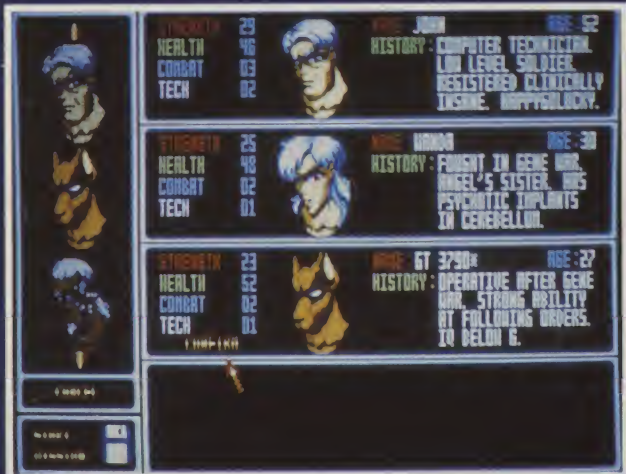 STRENGTH 29 NAME JOSH AGE:52
HEALTH 46 HISTORY: COMPUTER TECHNICIAN.
COMBAT 03 LOW LEVEL SOLDIER.
TECH 02 REGISTERED CLINICALLY
INSANE. HAPPYGOLUCKY.
STRENGTH 25 NAME WANDA AGE:30
HEALTH 48 HISTORY: FOUGHT IN GENE WAR.
COMBAT 02 ANGEL'S SISTER. HAS
TECH 01 PSYCHOTIC IMPLANTS
IN CEREBELLUM.
STRENGTH 23 NAME GT 3790* AGE:27
HEALTH 52 HISTORY: OPERATIVE AFTER GENE
COMBAT 02 WAR. STRONG ABILITY
TECH 01 AT FOLLOWING ORDERS.
IQ BELOW 6.